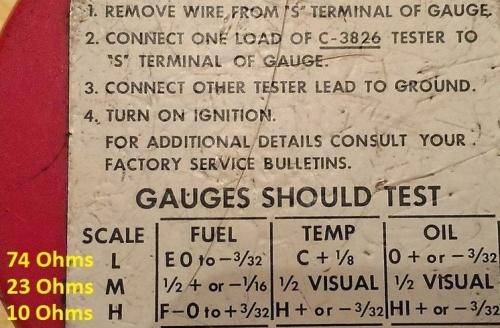 1. REMOVE WIRE FROM "S" TERMINAL OF GAUGE.
2. CONNECT ONE LOAD OF C-3826 TESTER TO
"S" TERMINAL OF GAUGE.
3. CONNECT OTHER TESTER LEAD TO GROUND.
4. TURN ON IGNITION.
FOR ADDITIONAL DETAILS CONSULT YOUR
FACTORY SERVICE BULLETINS.
GAUGES SHOULD TEST
SCALE FUEL TEMP OIL
74 Ohms L E 0 to -3/32 C + 1/8 0 + or -3/32
23 Ohms M 1/2 + or -1/16 1/2 VISUAL 1/2 VISUAL
10 Ohms H F-0 to +3/32 H + or -3/32 HI + or -3/32